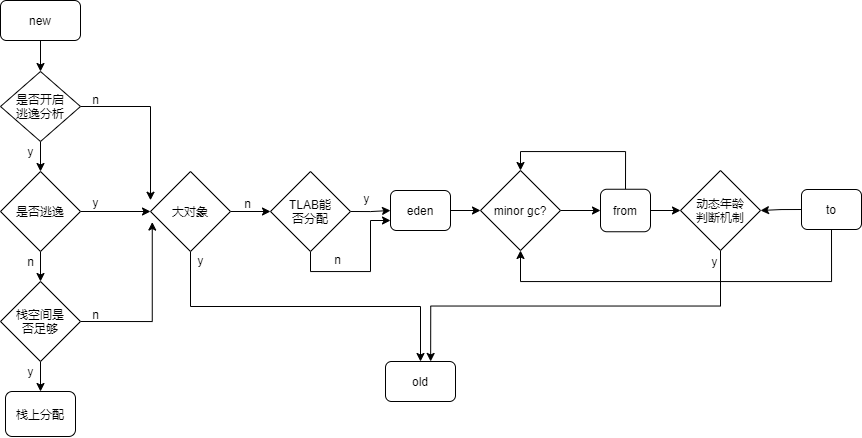 new
是否开启
逃逸分析
n
y
是否逃逸
y
大对象
n
TLAB能
否分配
y
eden
minor gc?
from
动态年龄
判断机制
to
n
y
n
y
栈空间是
否足够
n
y
old
栈上分配